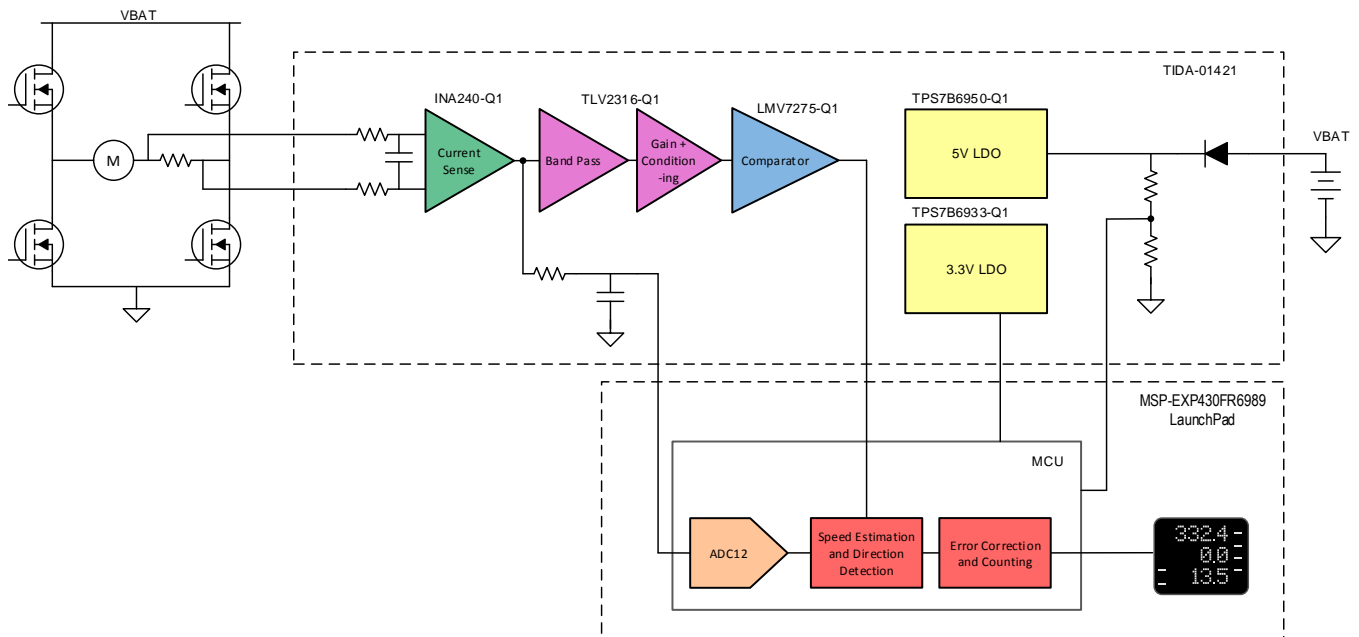 VBAT
TIDA-01421
INA240-Q1
TLV2316-Q1
LMV7275-Q1
TPS7B6950-Q1
VBAT
M
Current
Sense
Band Pass
Gain +
Condition
-ing
Comparator
5V LDO
TPS7B6933-Q1
3.3V LDO
MSP-EXP430FR6989
LaunchPad
MCU
ADC12
Speed Estimation
and Direction
Detection
Error Correction
and Counting
332.4
0.0
13.5